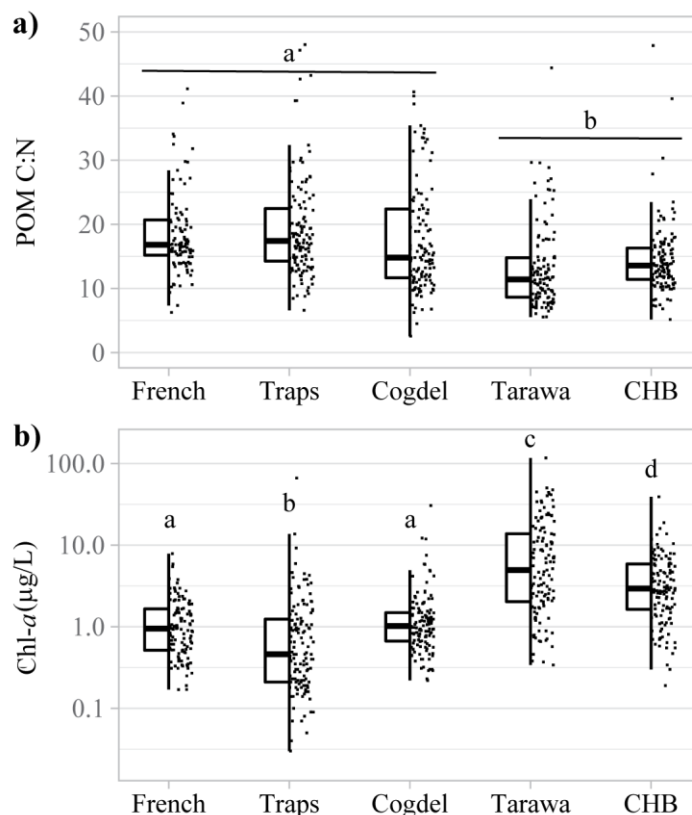 a)
POM C:N
50
40
30
20
10
0
a
b
French Traps Cogdel Tarawa CHB
b)
Chl-a(µg/L)
100.0
10.0
1.0
0.1
a
b
a
c
d
French Traps Cogdel Tarawa CHB